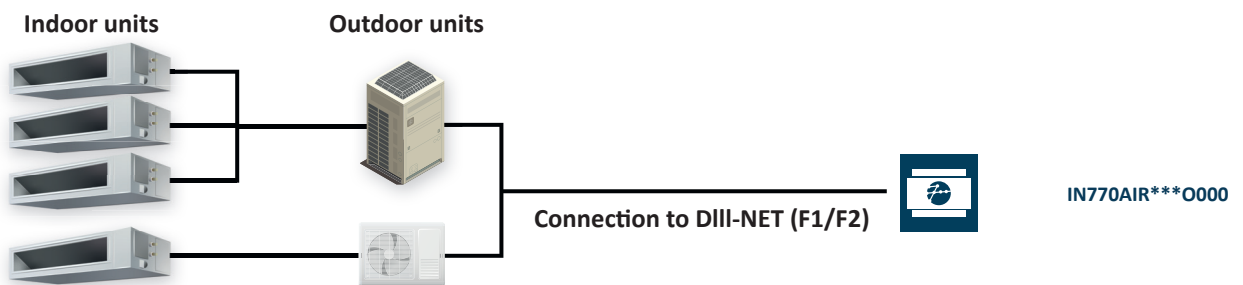 Indoor units
Outdoor units
Connection to DIII-NET (F1/F2)
IN770AIR***O000